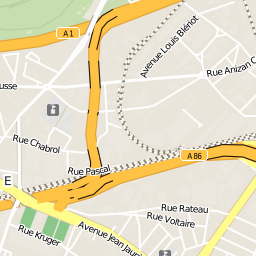 A 1
Avenue Louis Blériot
Rue Anizan C
usse
Rue Chabrol
A 86
Rue Pascal
E
Rue Rateau
Rue Voltaire
Rue Kruger
Avenue Jean Jaur